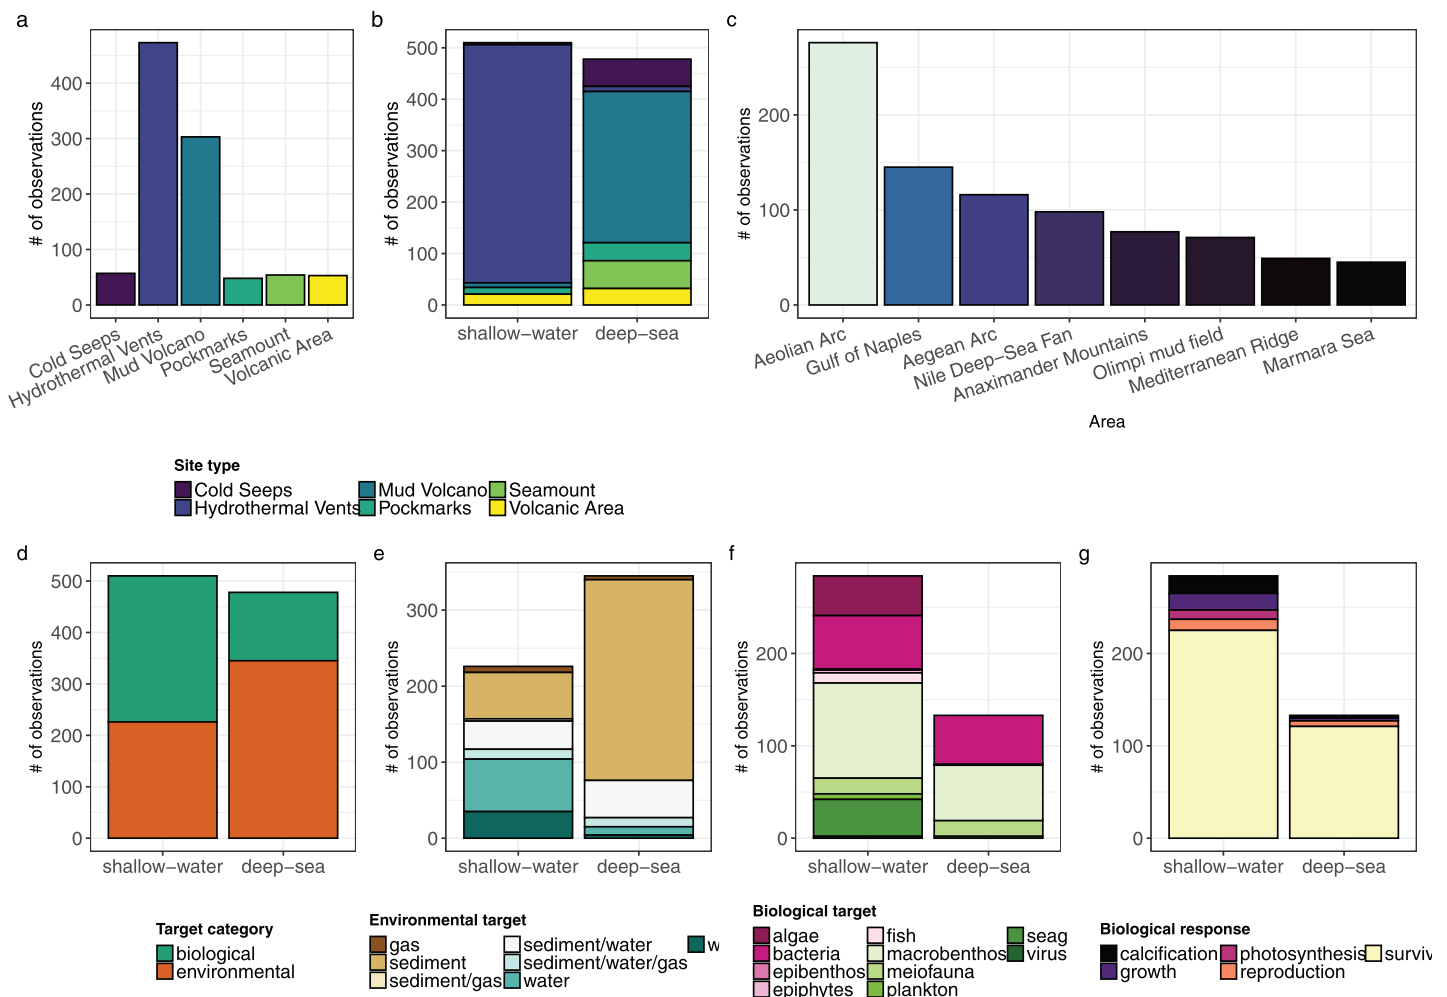 a
b
c
# of observations
400
300
200
100
0
Cold Seeps
Hydrothermal Vents
Mud Volcano
Pockmarks
Seamount
Volcanic Area
# of observations
500
400
300
200
100
0
shallow–water
deep–sea
# of observations
200
100
0
Aeolian Arc
Gulf of Naples
Aegean Arc
Nile Deep–Sea Fan
Anaximander Mountains
Olimpi mud field
Mediterranean Ridge
Marmara Sea
Area
Site type
Cold Seeps
Mud Volcano
Seamount
Hydrothermal Vents
Pockmarks
Volcanic Area
d
e
f
g
# of observations
500
400
300
200
100
0
shallow–water
deep–sea
# of observations
300
200
100
0
shallow–water
deep–sea
# of observations
200
100
0
shallow–water
deep–sea
# of observations
200
100
0
shallow–water
deep–sea
Target category
biological
environmental
Environmental target
gas
sediment
sediment/gas
sediment/water
sediment/water/gas
water
w
Biological target
algae
bacteria
epibenthos
epiphytes
fish
macrobenthos
meiofauna
plankton
seag
virus
Biological response
calcification
growth
photosynthesis
reproduction
surviv